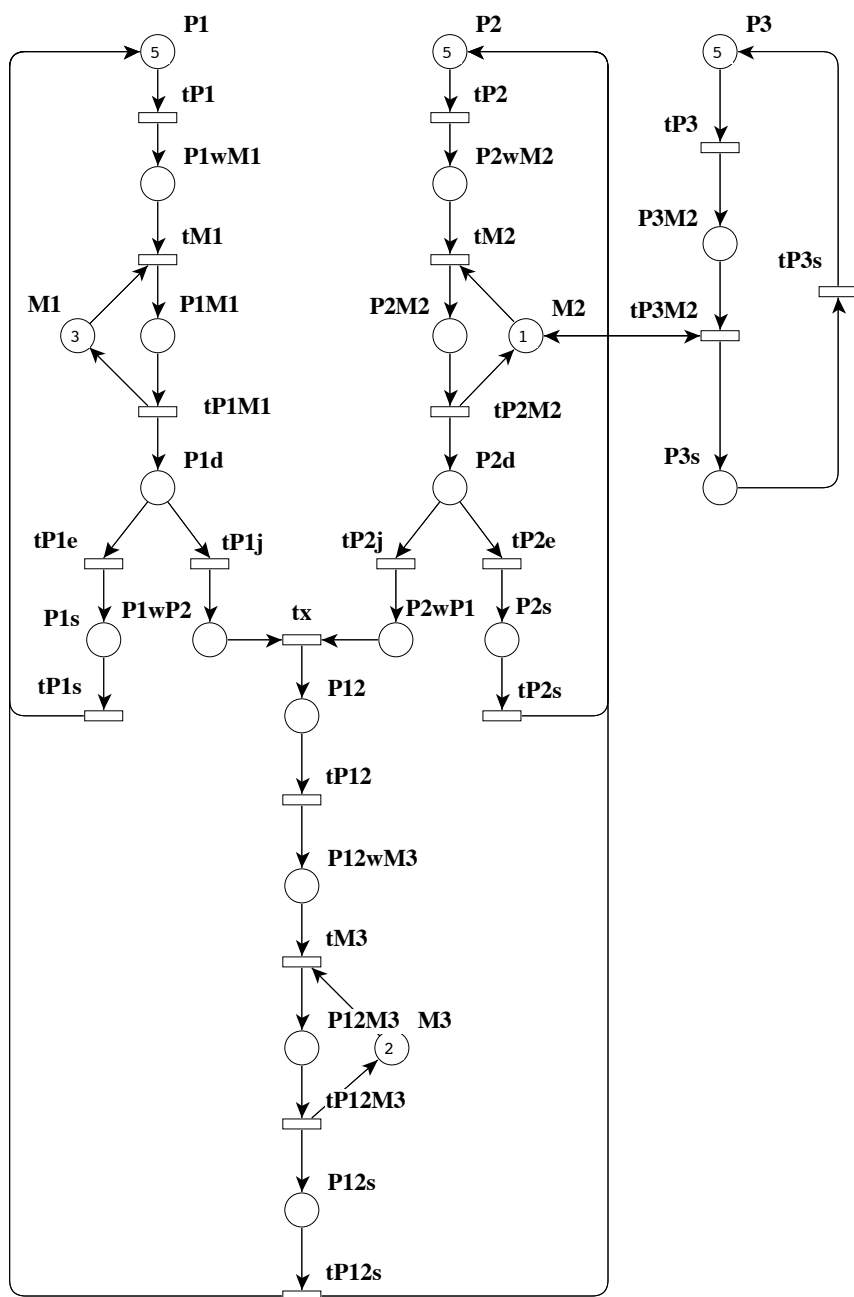 P1
P2
P3
5
5
5
tP1
tP2
tP3
P1wM1
P2wM2
P3M2
tM1
tM2
tP3s
M1
P1M1
P2M2
M2
tP3M2
3
1
tP1M1
tP2M2
P1d
P2d
P3s
tP1e
tP1j
tP2j
tP2e
P1s
P1wP2
tx
P2wP1
P2s
tP1s
P12
tP2s
tP12
P12wM3
tM3
P12M3
M3
2
tP12M3
P12s
tP12s